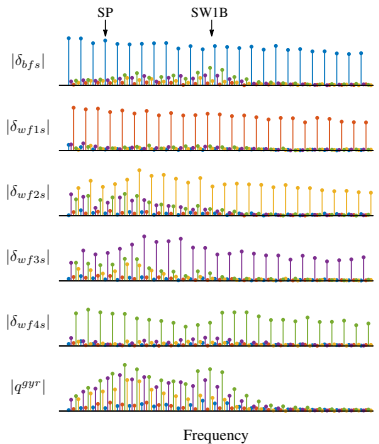 SP SW1B
|δ_{bfs}|
|δ_{wf1s}|
|δ_{wf2s}|
|δ_{wf3s}|
|δ_{wf4s}|
|q^{gyr}|
Frequency